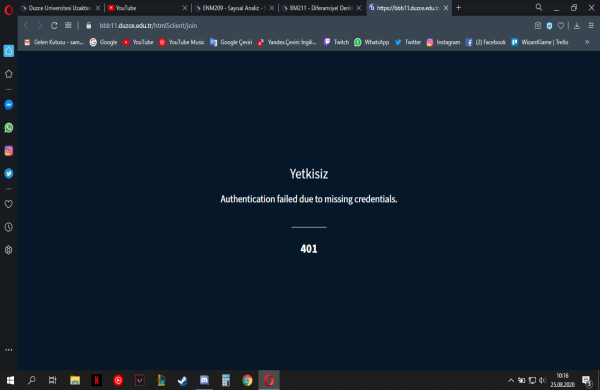 Duzce Universitesi Uzaktan
YouTube
ENM209 - Sayısal Analiz -
BM211 - Diferansiyel Denkl
https://bbb11.duzce.edu.tr
bbb11.duzce.edu.tr/html5client/join
Gelen Kutusu - sam...
Google
YouTube
YouTube Music
Google Çeviri
Yandex.Çeviri: İngili...
Twitch
WhatsApp
Twitter
Instagram
(2) Facebook
WizardGame | Trello
Yetkisiz
Authentication failed due to missing credentials.
401
10:16
25.08.2020